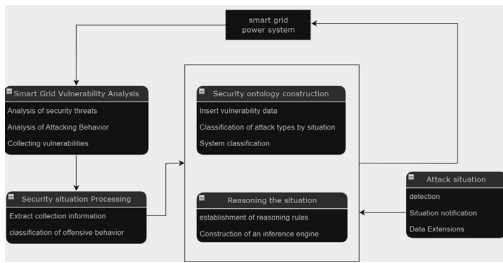 smart grid
power system
Smart Grid Vulnerability Analysis
Analysis of security threats
Analysis of Attacking Behavior
Collecting vulnerabilities
Security ontology construction
Insert vulnerability data
Classification of attack types by situation
System classification
Security situation Processing
Extract collection information
classification of offensive behavior
Reasoning the situation
establishment of reasoning rules
Construction of an inference engine
Attack situation
detection
Situation notification
Data Extensions